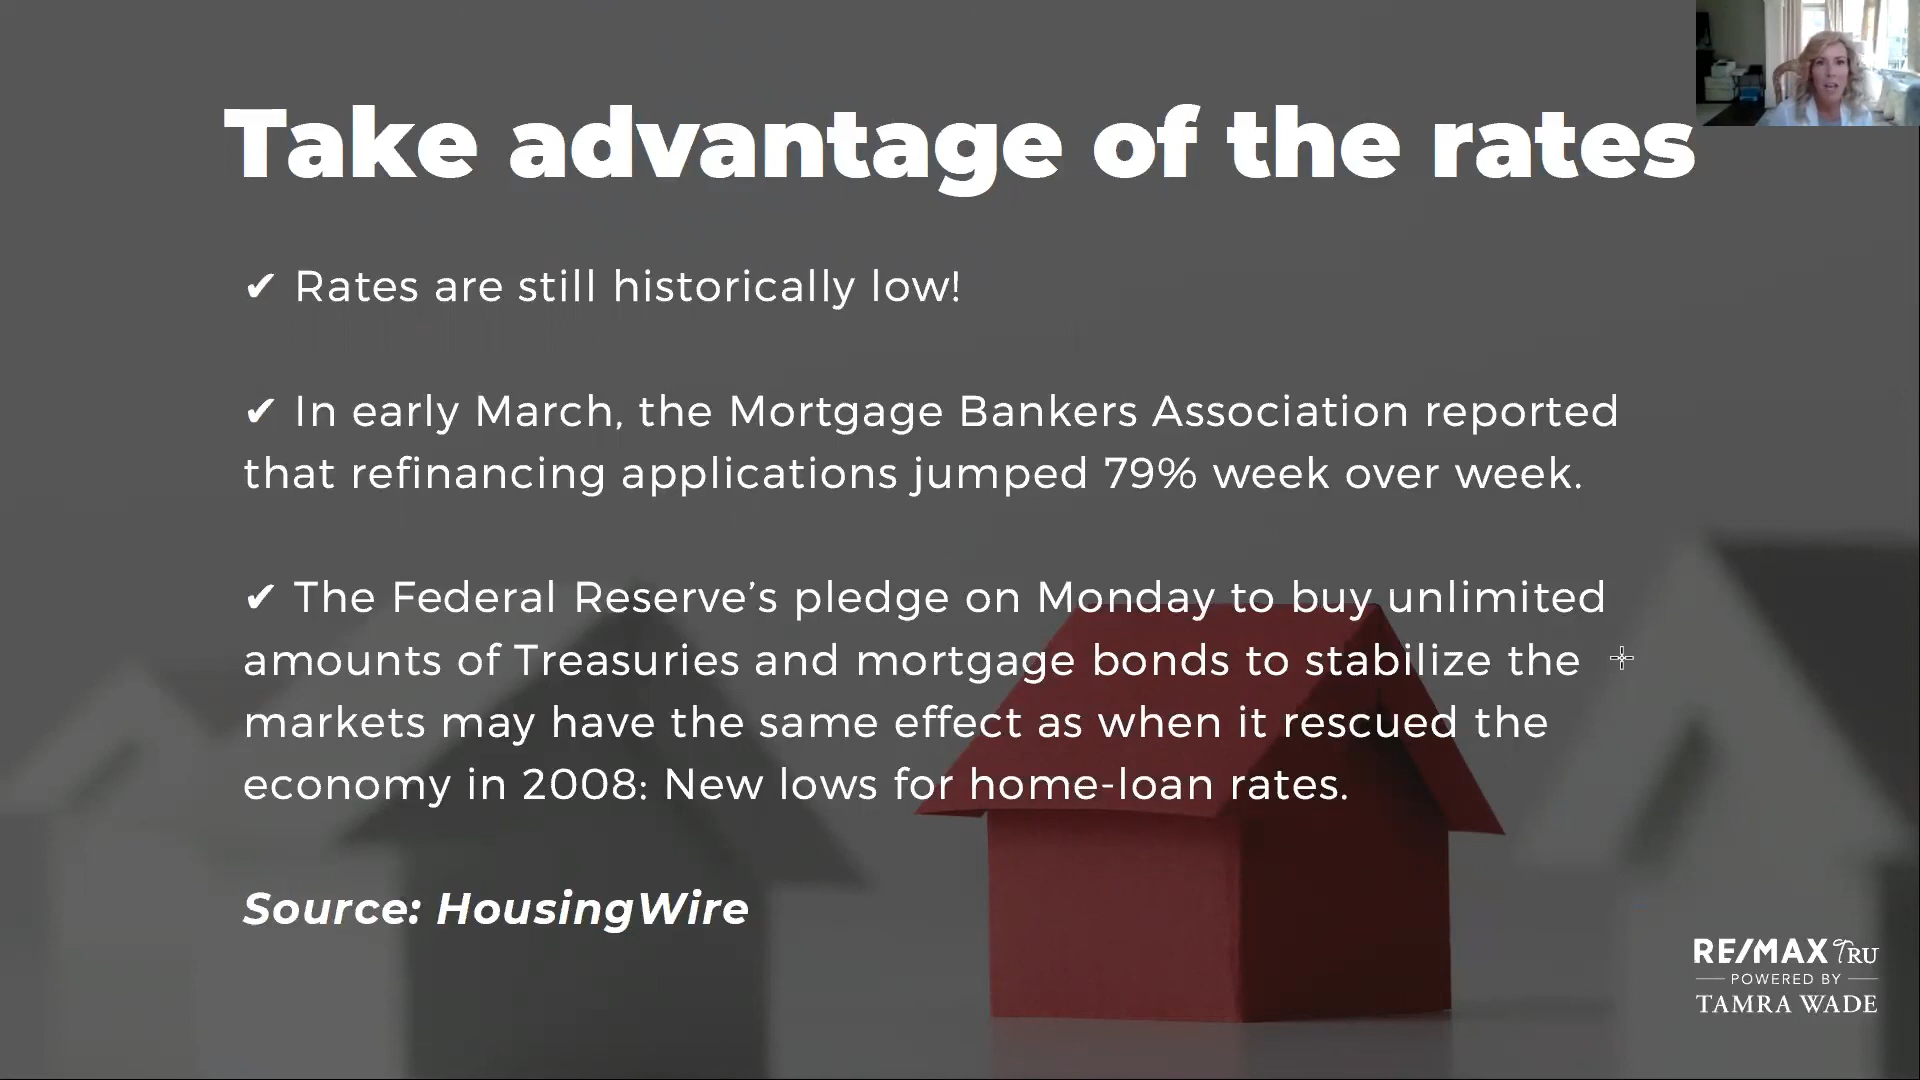 Take advantage of the rates
✔ Rates are still historically low!
✔ In early March, the Mortgage Bankers Association reported
that refinancing applications jumped 79% week over week.
✔ The Federal Reserve’s pledge on Monday to buy unlimited
amounts of Treasuries and mortgage bonds to stabilize the
markets may have the same effect as when it rescued the
economy in 2008: New lows for home-loan rates.
Source: HousingWire
RE/MAX TRU
POWERED BY
TAMRA WADE